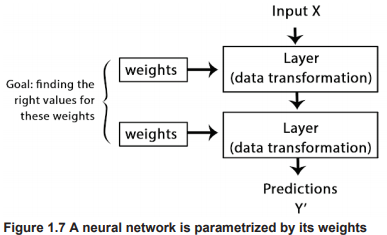 Input X
Layer
(data transformation)
weights
Goal: finding the
right values for
these weights
weights
Layer
(data transformation)
Predictions
Y'
Figure 1.7 A neural network is parametrized by its weights